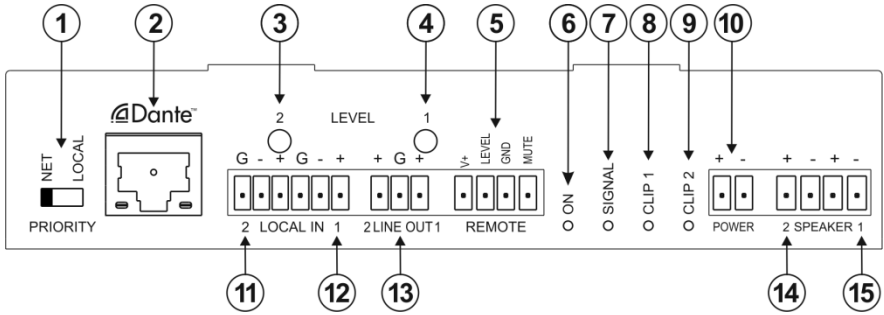 1 2 3 4 5 6 7 8 9 10
Dante™
2 LEVEL 1
NET LOCAL
G - + G - + + G + V+ LEVEL GND MUTE ON SIGNAL CLIP 1 CLIP 2 + - + - + -
PRIORITY 2 LOCAL IN 1 2 LINE OUT 1 REMOTE POWER 2 SPEAKER 1
11 12 13 14 15